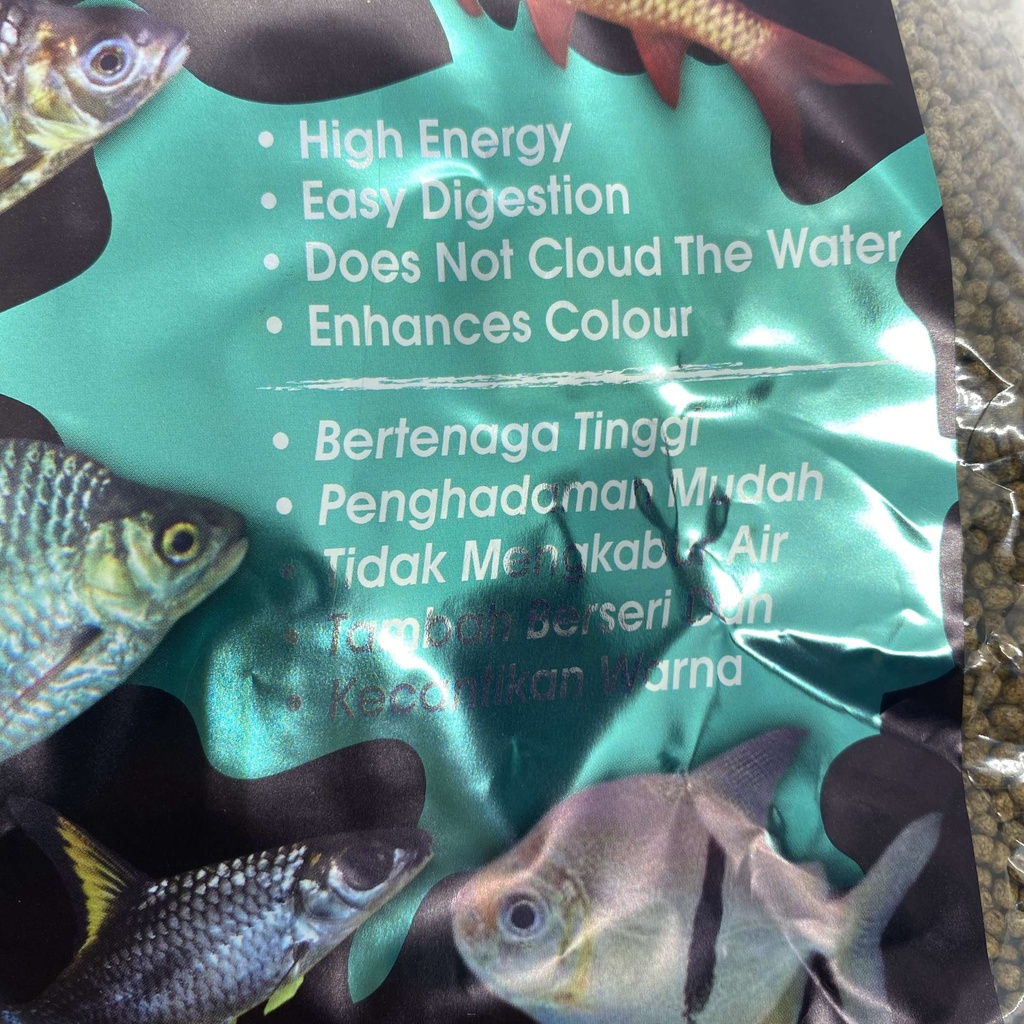 • High Energy
• Easy Digestion
• Does Not Cloud The Water
• Enhances Colour
• Bertenaga Tinggi
• Penghadaman Mudah
• Tidak Mengkabur Air
• Tambah Berseri Dan
• Kecantikan Warna